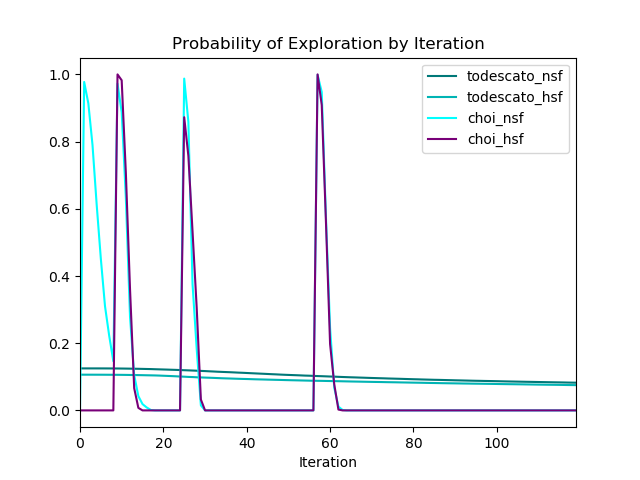 Probability of Exploration by Iteration
todescato_nsf
todescato_hsf
choi_nsf
choi_hsf
1.0
0.8
0.6
0.4
0.2
0.0
0 20 40 60 80 100
Iteration